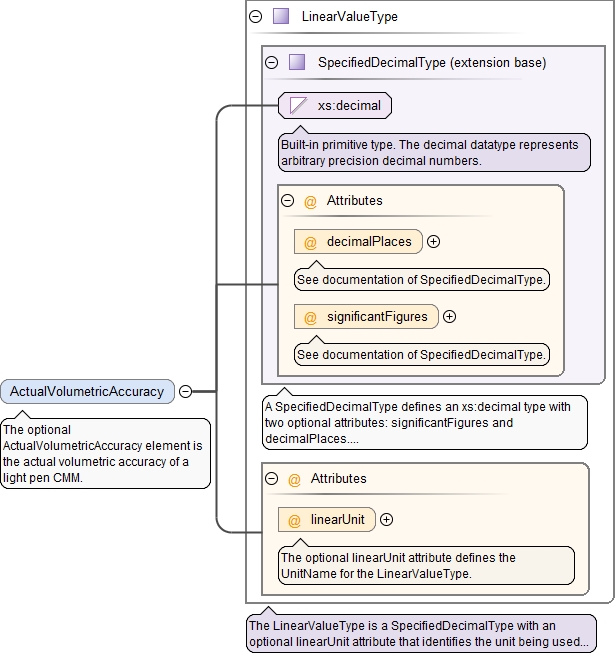 LinearValueType
SpecifiedDecimalType (extension base)
xs:decimal
Built-in primitive type. The decimal datatype represents
arbitrary precision decimal numbers.
@ Attributes
@ decimalPlaces
See documentation of SpecifiedDecimalType.
@ significantFigures
See documentation of SpecifiedDecimalType.
ActualVolumetricAccuracy
The optional
ActualVolumetricAccuracy element is
the actual volumetric accuracy of a
light pen CMM.
A SpecifiedDecimalType defines an xs:decimal type with
two optional attributes: significantFigures and
decimalPlaces....
@ Attributes
@ linearUnit
The optional linearUnit attribute defines the
UnitName for the LinearValueType.
The LinearValueType is a SpecifiedDecimalType with an
optional linearUnit attribute that identifies the unit being used...